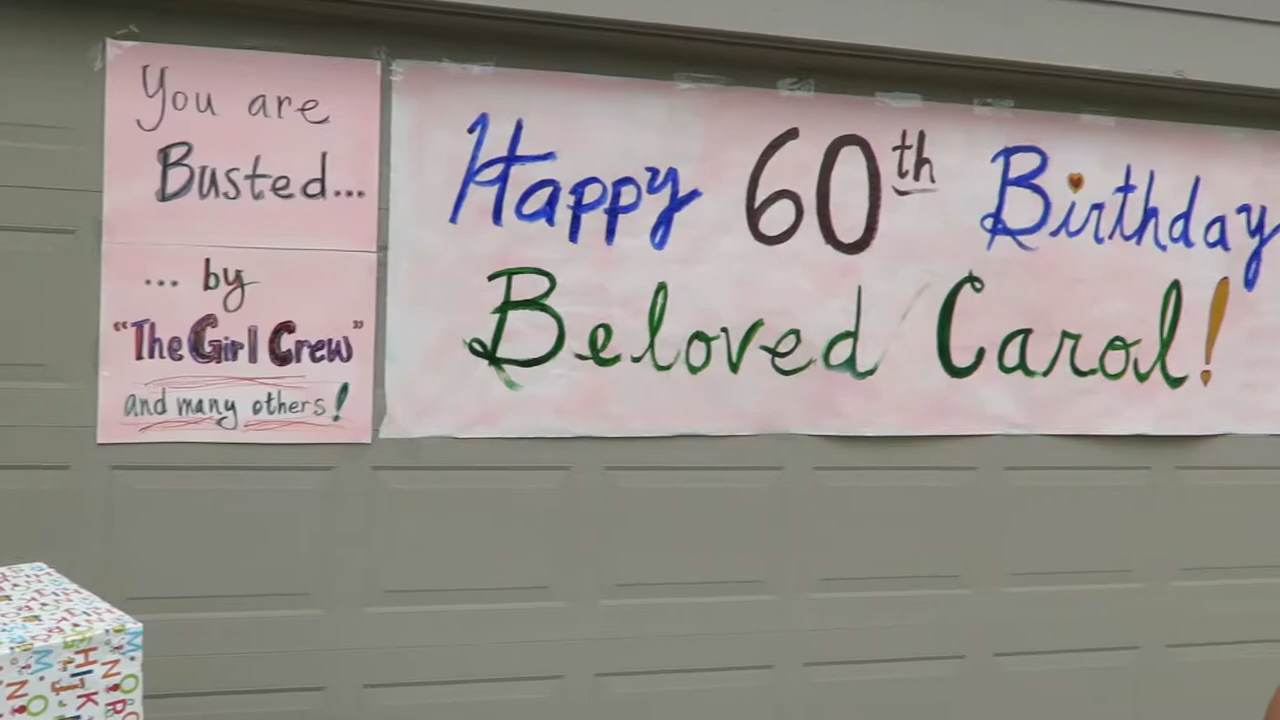 You are
Busted...
... by
"The Girl Crew"
and many others!
Happy 60th Birthday
Beloved Carol!